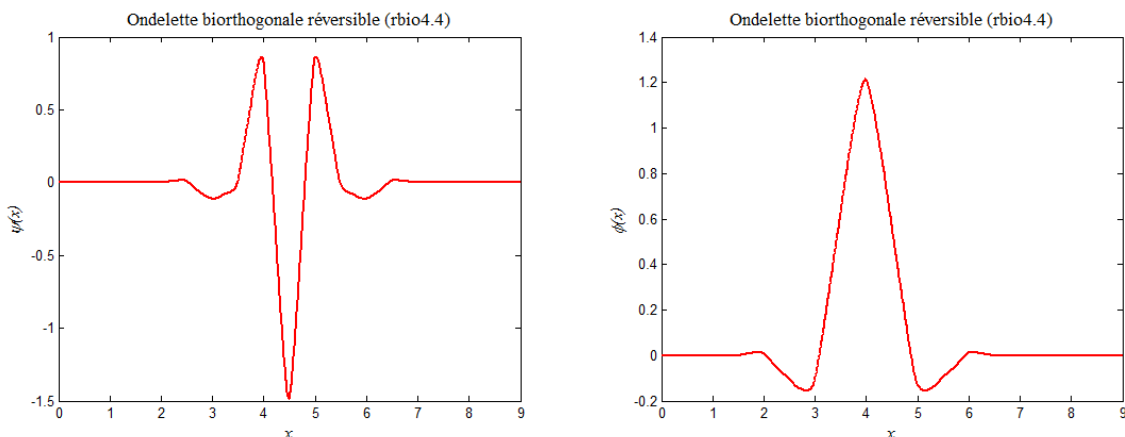 Ondelette biorthogonale réversible (rbio4.4)
1
0.5
0
-0.5
-1
-1.5
ψ(x)
0 1 2 3 4 5 6 7 8 9
x
Ondelette biorthogonale réversible (rbio4.4)
1.4
1.2
1
0.8
0.6
0.4
0.2
0
-0.2
ϕ(x)
0 1 2 3 4 5 6 7 8 9
x